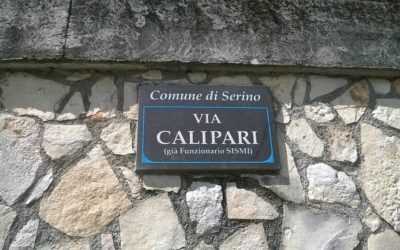 Comune di Serino
VIA
CALIPARI
(già Funzionario SISMI)